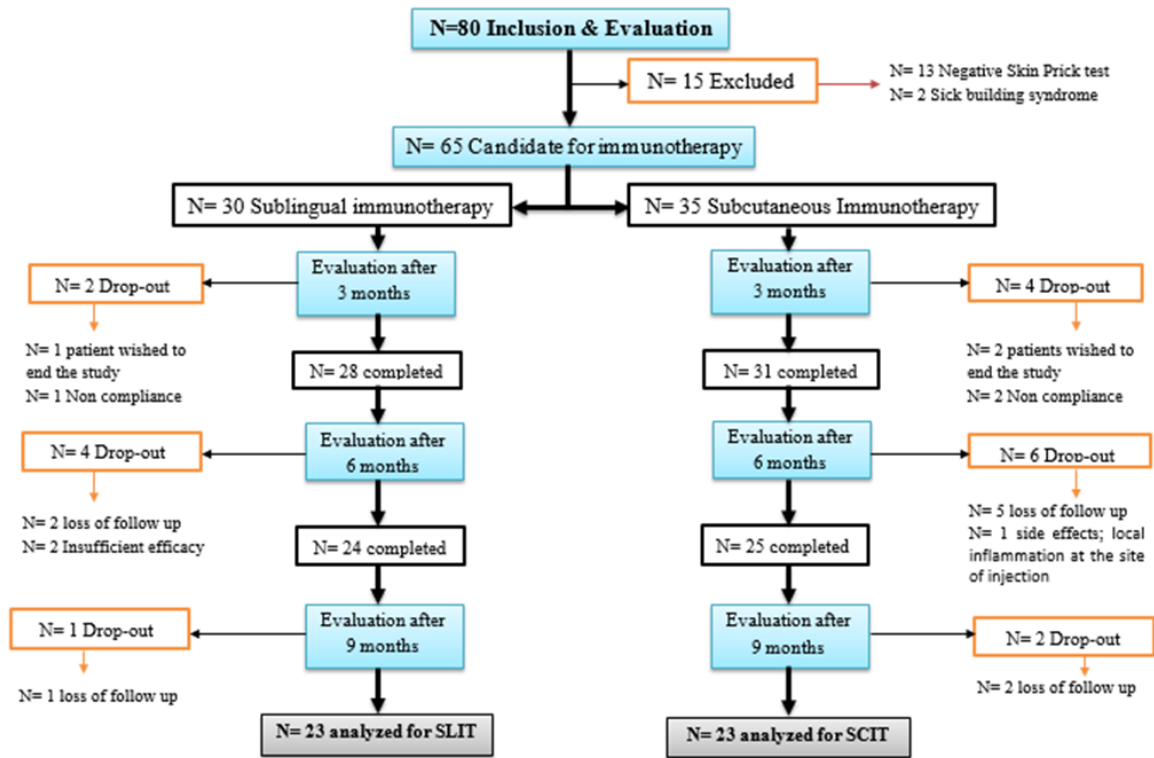 N=80 Inclusion & Evaluation
N= 15 Excluded
N= 13 Negative Skin Prick test
N= 2 Sick building syndrome
N= 65 Candidate for immunotherapy
N= 30 Sublingual immunotherapy
N= 35 Subcutaneous Immunotherapy
Evaluation after
3 months
N= 2 Drop-out
N= 1 patient wished to
end the study
N= 1 Non compliance
N= 28 completed
Evaluation after
6 months
N= 4 Drop-out
N= 2 loss of follow up
N= 2 Insufficient efficacy
N= 24 completed
Evaluation after
9 months
N= 1 Drop-out
N= 1 loss of follow up
N= 23 analyzed for SLIT
Evaluation after
3 months
N= 4 Drop-out
N= 2 patients wished to
end the study
N= 2 Non compliance
N= 31 completed
Evaluation after
6 months
N= 6 Drop-out
N= 5 loss of follow up
N= 1 side effects; local
inflammation at the site
of injection
N= 25 completed
Evaluation after
9 months
N= 2 Drop-out
N= 2 loss of follow up
N= 23 analyzed for SCIT